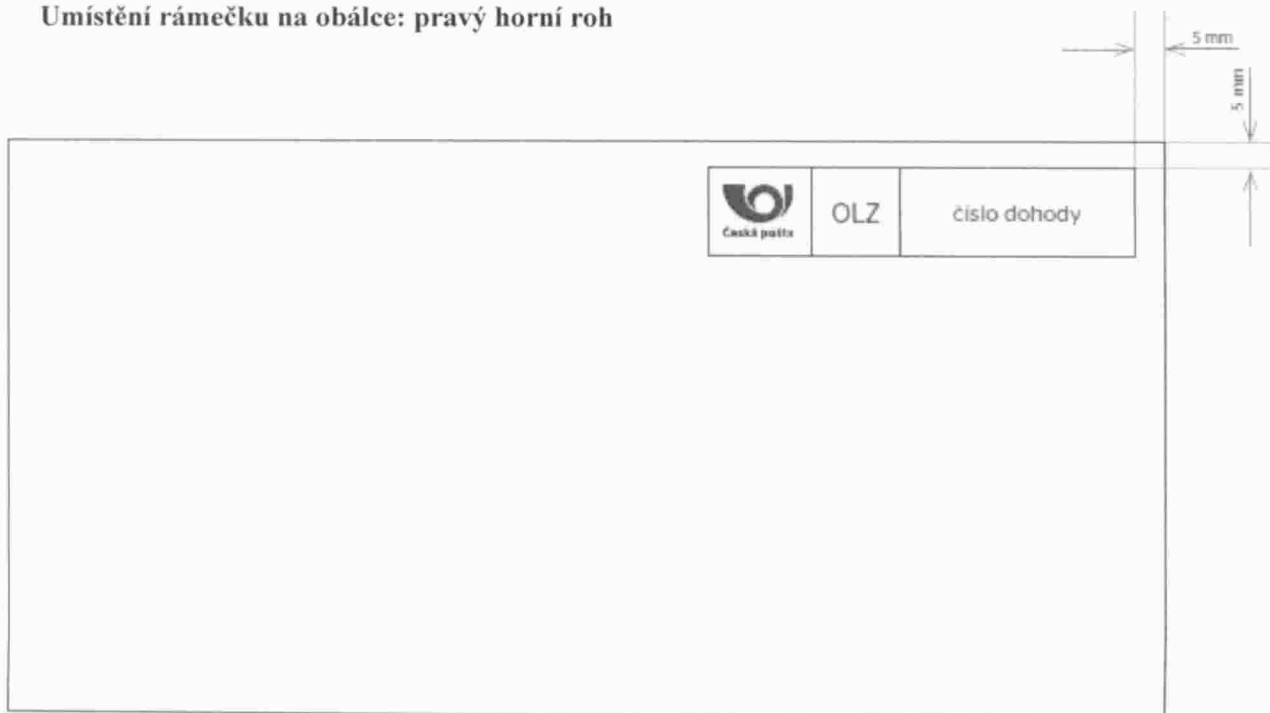 Umístění rámečku na obálce: pravý horní roh
5 mm
5 mm
Česká pošta
OLZ
číslo dohody